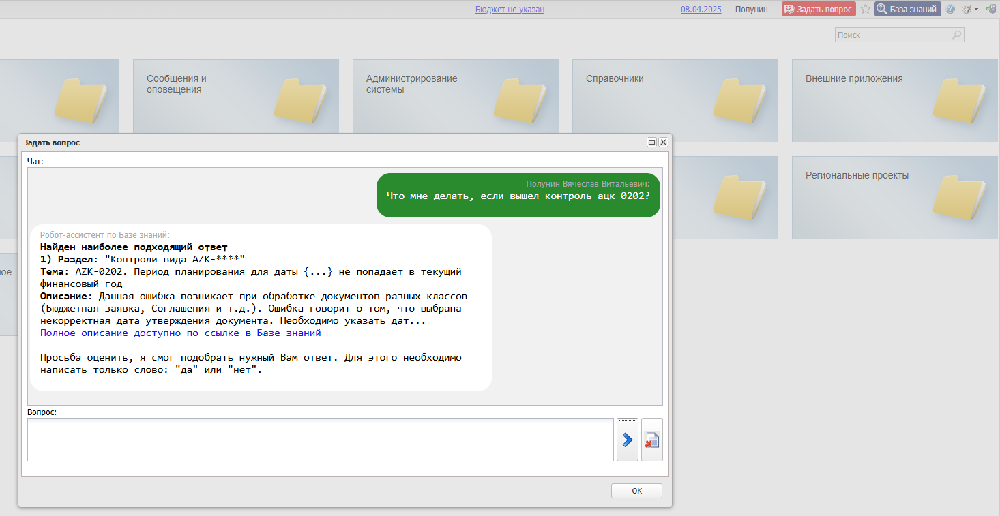 Бюджет не указан
08.04.2025
Полунин
Задать вопрос
База знаний
Поиск
Сообщения и
оповещения
Администрирование
системы
Справочники
Внешние приложения
Региональные проекты
ое
Задать вопрос
Чат:
Полунин Вячеслав Витальевич:
Что мне делать, если вышел контроль ацк 0202?
Робот-ассистент по Базе знаний:
Найден наиболее подходящий ответ
1) Раздел: "Контроли вида AZK-****"
Тема: AZK-0202. Период планирования для даты {...} не попадает в текущий
финансовый год
Описание: Данная ошибка возникает при обработке документов разных классов
(Бюджетная заявка, Соглашения и т.д.). Ошибка говорит о том, что выбрана
некорректная дата утверждения документа. Необходимо указать дат...
Полное описание доступно по ссылке в Базе знаний
Просьба оценить, я смог подобрать нужный Вам ответ. Для этого необходимо
написать только слово: "да" или "нет".
Вопрос:
ОК